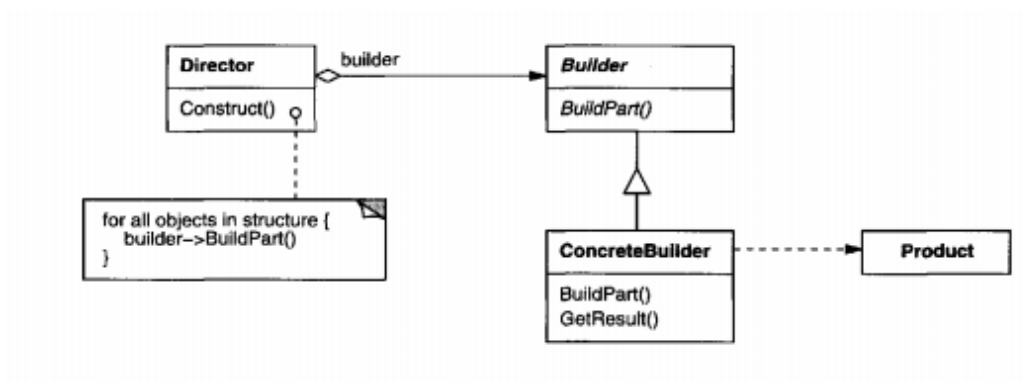 Director
builder
Builder
Construct()
BuildPart()
for all objects in structure {
builder->BuildPart()
}
ConcreteBuilder
Product
BuildPart()
GetResult()
...